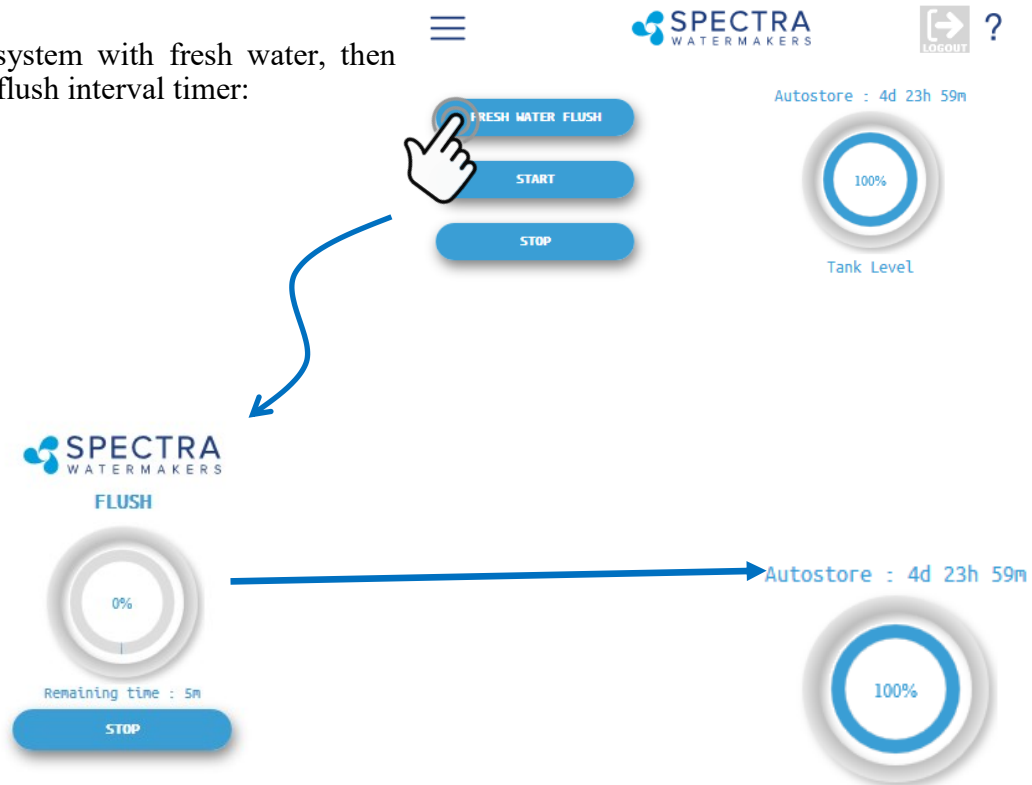 system with fresh water, then
flush interval timer:
SPECTRA
WATERMAKERS
LOGOUT
?
FRESH WATER FLUSH
START
STOP
Autostore : 4d 23h 59m
100%
Tank Level
SPECTRA
WATERMAKERS
FLUSH
0%
Remaining time : 5m
STOP
Autostore : 4d 23h 59m
100%